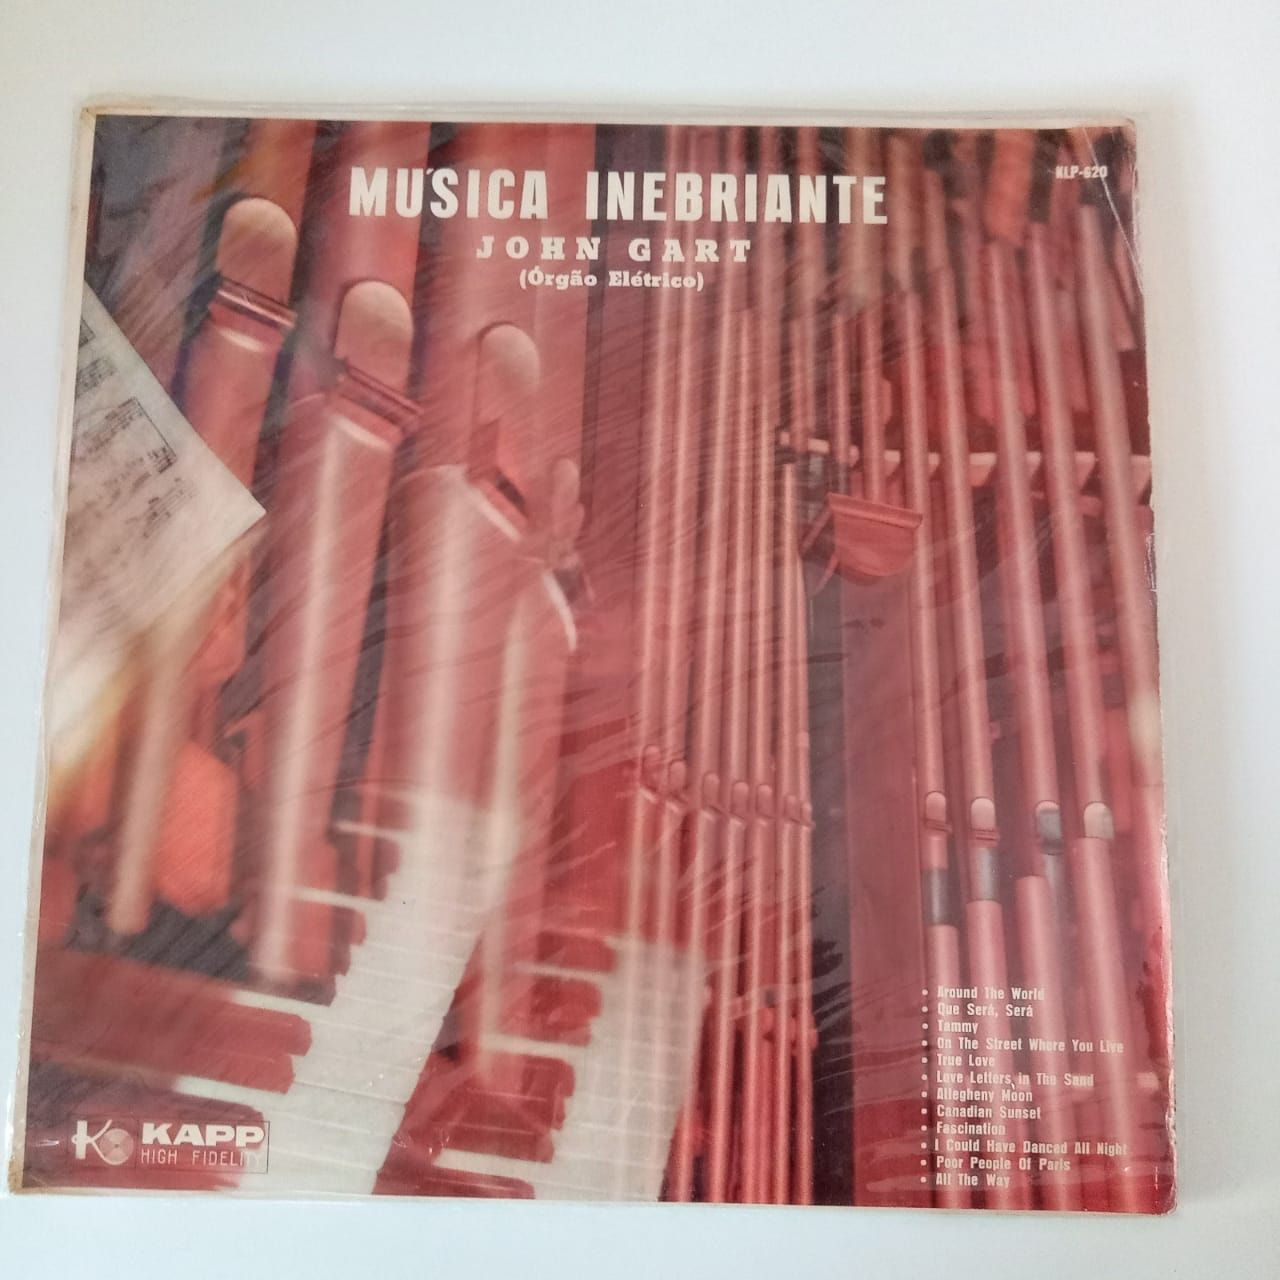 KLP-620
MÚSICA INEBRIANTE
JOHN GART
(Órgão Elétrico)
• Around The World
• Que Será, Será
• Tammy
• On The Street Where You Live
• True Love
• Love Letters in The Sand
• Allegheny Moon
• Canadian Sunset
• Fascination
• I Could Have Danced All Night
• Poor People Of Paris
• All The Way
K KAPP
HIGH FIDELITY